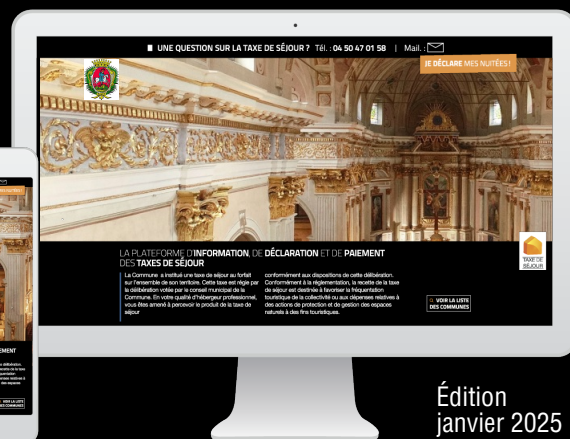 UNE QUESTION SUR LA TAXE DE SÉJOUR ? Tél. : 04 50 47 01 58 | Mail. :
JE DÉCLARE MES NUITÉES !
LA PLATEFORME D'INFORMATION, DE DÉCLARATION ET DE PAIEMENT
DES TAXES DE SÉJOUR
La Commune a institué une taxe de séjour au forfait
sur l'ensemble de son territoire. Cette taxe est régie par
la délibération votée par le conseil municipal de la
Commune. En votre qualité d'hébergeur professionnel,
vous êtes amené à percevoir le produit de la taxe de
séjour
conformément aux dispositions de cette délibération.
Conformément à la réglementation, la recette de la taxe
de séjour est destinée à favoriser la fréquentation
touristique de la collectivité ou aux dépenses relatives à
des actions de protection et de gestion des espaces
naturels à des fins touristiques.
VOIR LA LISTE
DES COMMUNES
TAXE DE
SÉJOUR
Édition
janvier 2025